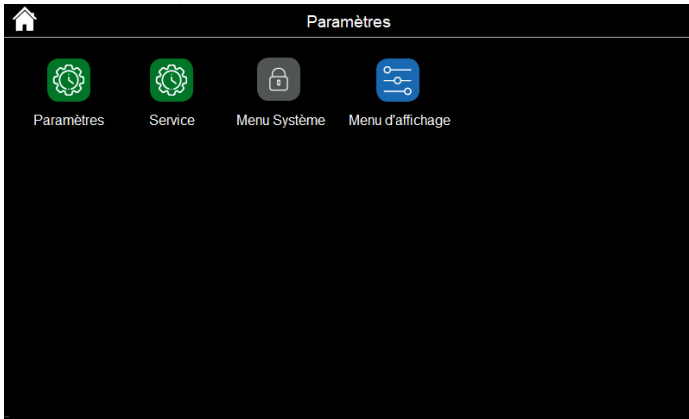 Paramètres
Paramètres
Service
Menu Système
Menu d'affichage